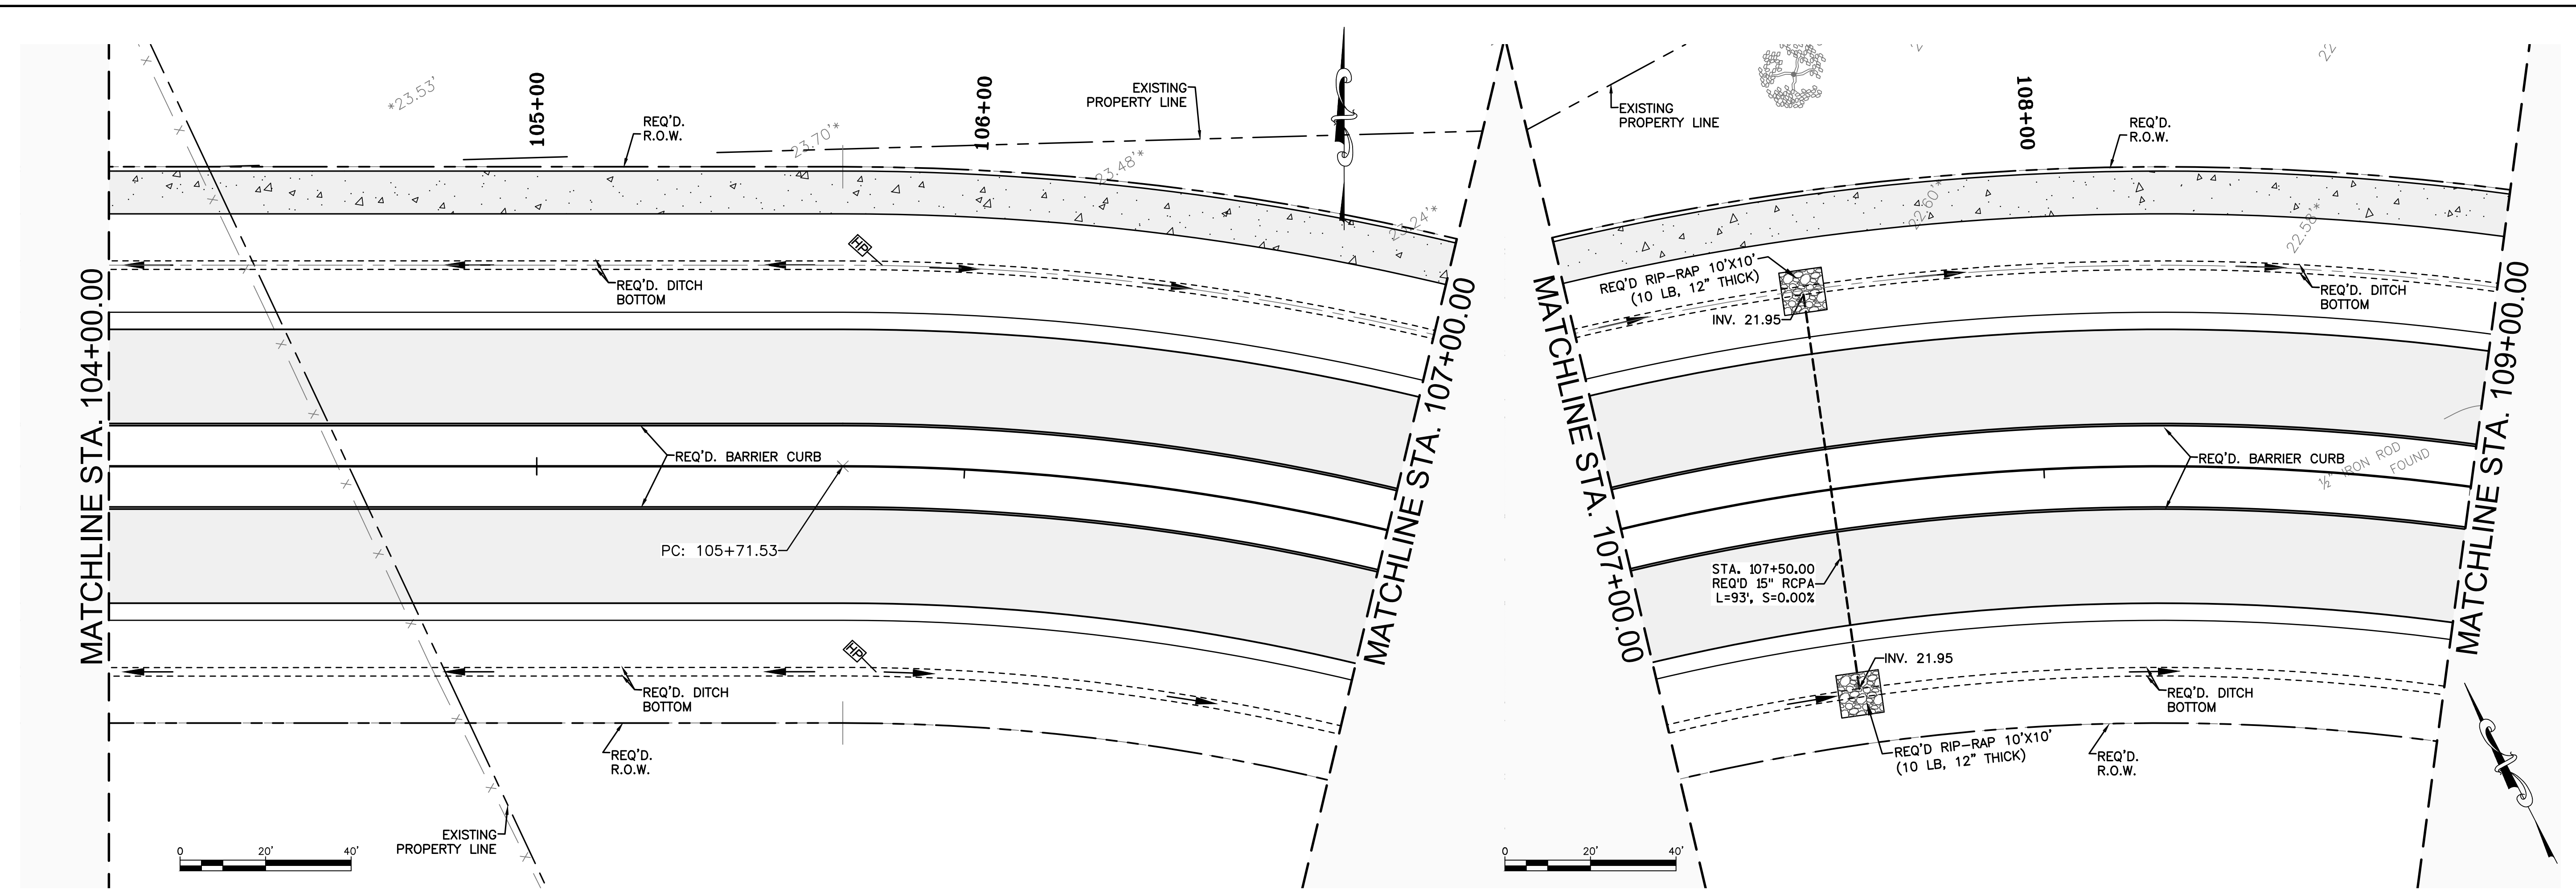 *23.53'
105+00
REQ'D.
R.O.W.
23.70'*
106+00
EXISTING
PROPERTY LINE
23.48'*
23.24'*
HP
REQ'D. DITCH
BOTTOM
MATCHLINE STA. 104+00.00
REQ'D. BARRIER CURB
PC: 105+71.53
HP
REQ'D. DITCH
BOTTOM
REQ'D.
R.O.W.
EXISTING
PROPERTY LINE
0 20' 40'
MATCHLINE STA. 107+00.00
EXISTING
PROPERTY LINE
108+00
REQ'D.
R.O.W.
22
22.60'*
22.58'*
REQ'D RIP-RAP 10'X10'
(10 LB, 12" THICK)
INV. 21.95
REQ'D. DITCH
BOTTOM
MATCHLINE STA. 107+00.00
REQ'D. BARRIER CURB
½" IRON ROD
FOUND
STA. 107+50.00
REQ'D 15" RCPA
L=93', S=0.00%
INV. 21.95
REQ'D. DITCH
BOTTOM
REQ'D RIP-RAP 10'X10'
(10 LB, 12" THICK)
REQ'D.
R.O.W.
MATCHLINE STA. 109+00.00
0 20' 40'